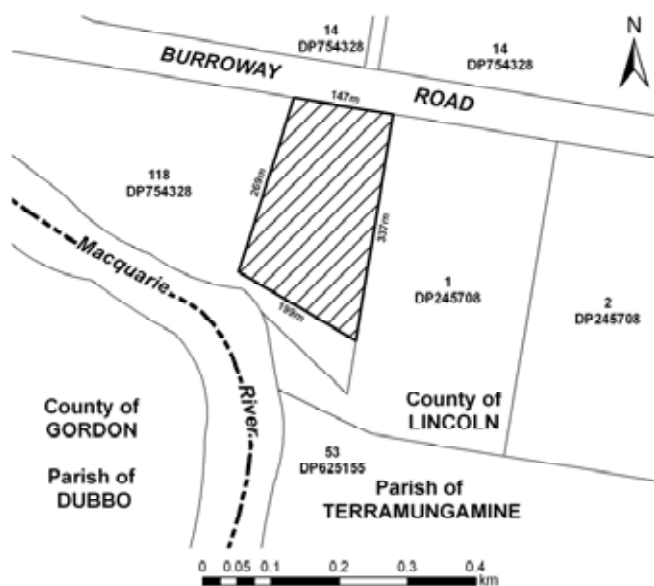 14
DP754328
14
DP754328
N
BURROWAY ROAD
147m
118
DP754328
269m
337m
1
DP245708
2
DP245708
Macquarie River
199m
County of
GORDON
Parish of
DUBBO
County of
LINCOLN
53
DP625155
Parish of
TERRAMUNGAMINE
0 0.05 0.1 0.2 0.3 0.4
km